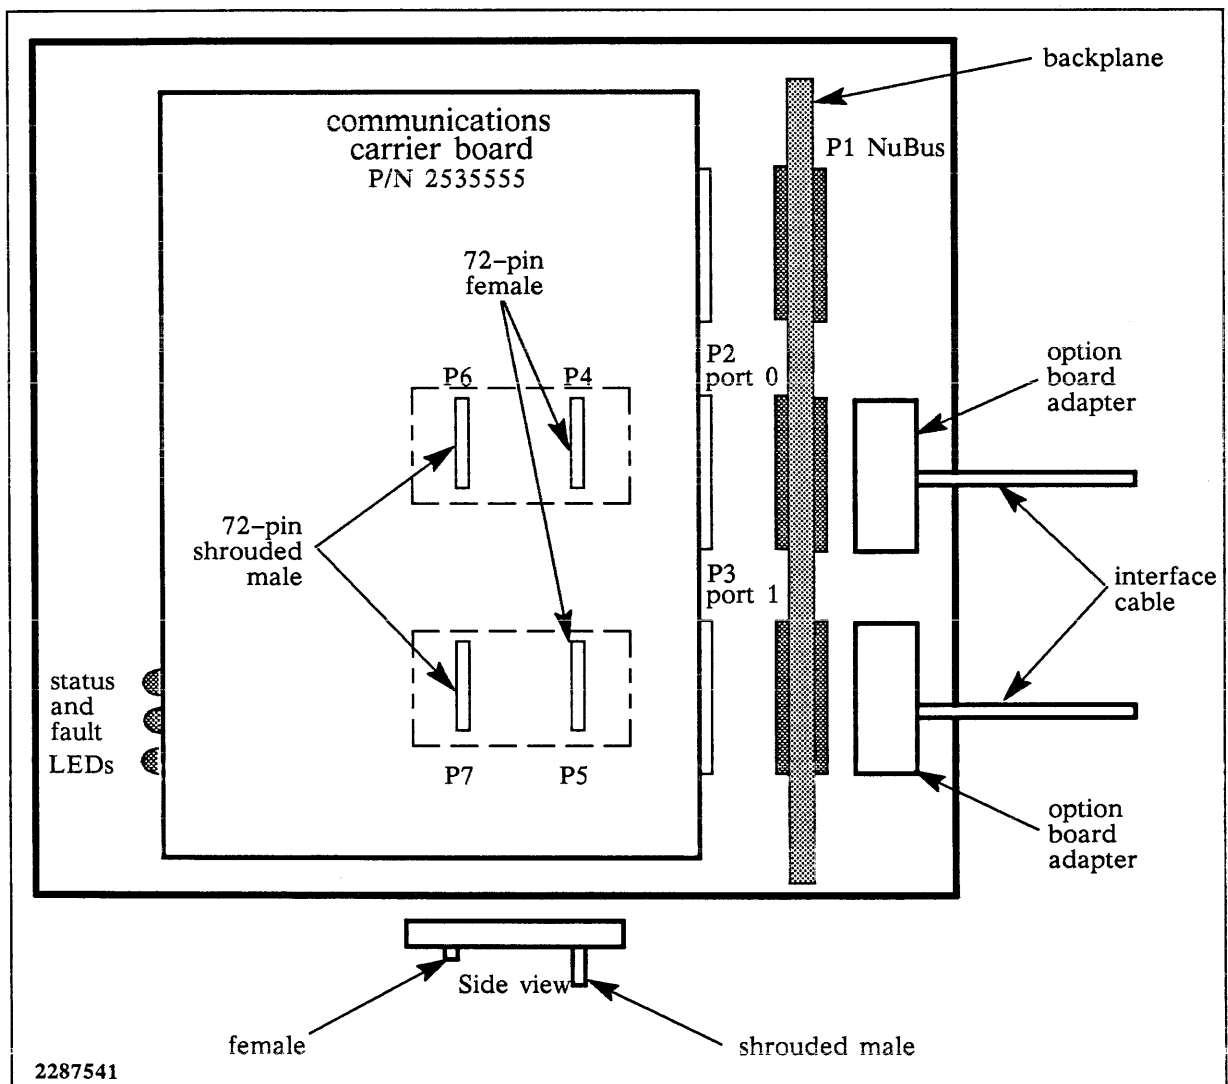 backplane
communications
carrier board
P/N 2535555
P1 NuBus
72-pin
female
P2
port 0
option
board
adapter
P6
P4
72-pin
shrouded
male
P3
port 1
interface
cable
status
and
fault
LEDs
P7
P5
option
board
adapter
Side view
female
shrouded male
2287541